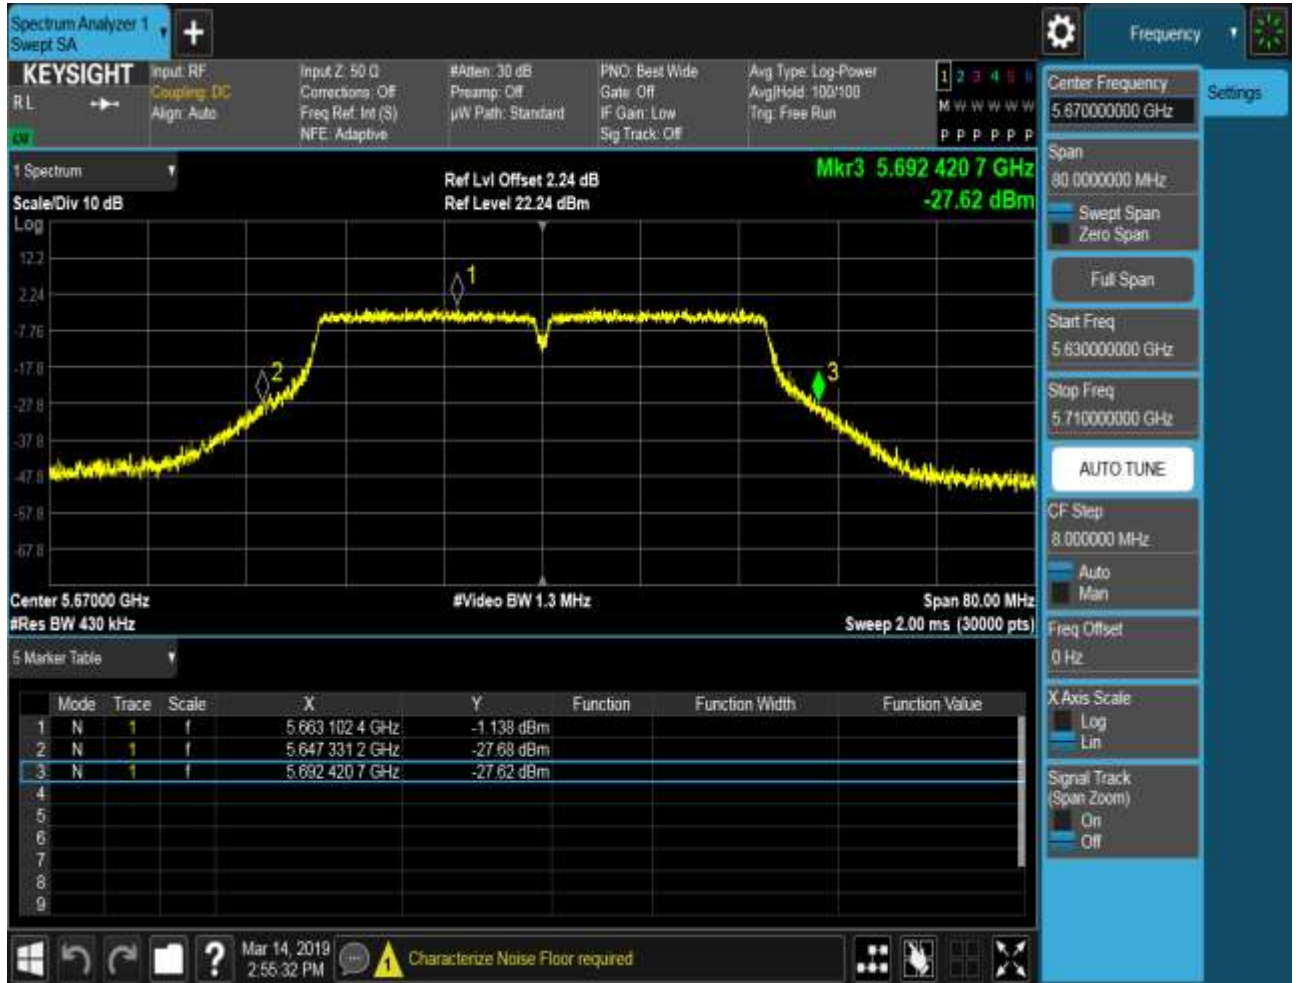 Spectrum Analyzer 1
Swept SA
+
Frequency
KEYSIGHT
RL
Input: RF
Coupling: DC
Align: Auto
Input Z: 50 Ω
Corrections: Off
Freq Ref: Int (S)
NFE: Adaptive
#Atten: 30 dB
Preamp: Off
µW Path: Standard
PNO: Best Wide
Gate: Off
IF Gain: Low
Sig Track: Off
Avg Type: Log-Power
Avg|Hold: 100/100
Trig: Free Run
1 2 3 4 5 6
M W W W W W
P P P P P P
1 Spectrum
Scale/Div 10 dB
Ref Lvl Offset 2.24 dB
Ref Level 22.24 dBm
Mkr3 5.692 420 7 GHz
-27.62 dBm
Log
12.2
2.24
-7.76
-17.8
-27.8
-37.8
-47.8
-57.8
-67.8
1
2
3
Center 5.67000 GHz
#Res BW 430 kHz
#Video BW 1.3 MHz
Span 80.00 MHz
Sweep 2.00 ms (30000 pts)
5 Marker Table
Mode Trace Scale X Y Function Function Width Function Value
1 N 1 f 5.663 102 4 GHz -1.138 dBm
2 N 1 f 5.647 331 2 GHz -27.68 dBm
3 N 1 f 5.692 420 7 GHz -27.62 dBm
4
5
6
7
8
9
Mar 14, 2019
2:55:32 PM
? 1
Characterize Noise Floor required
Center Frequency
5.670000000 GHz
Settings
Span
80.0000000 MHz
Swept Span
Zero Span
Full Span
Start Freq
5.630000000 GHz
Stop Freq
5.710000000 GHz
AUTO TUNE
CF Step
8.000000 MHz
Auto
Man
Freq Offset
0 Hz
X Axis Scale
Log
Lin
Signal Track
(Span Zoom)
On
Off